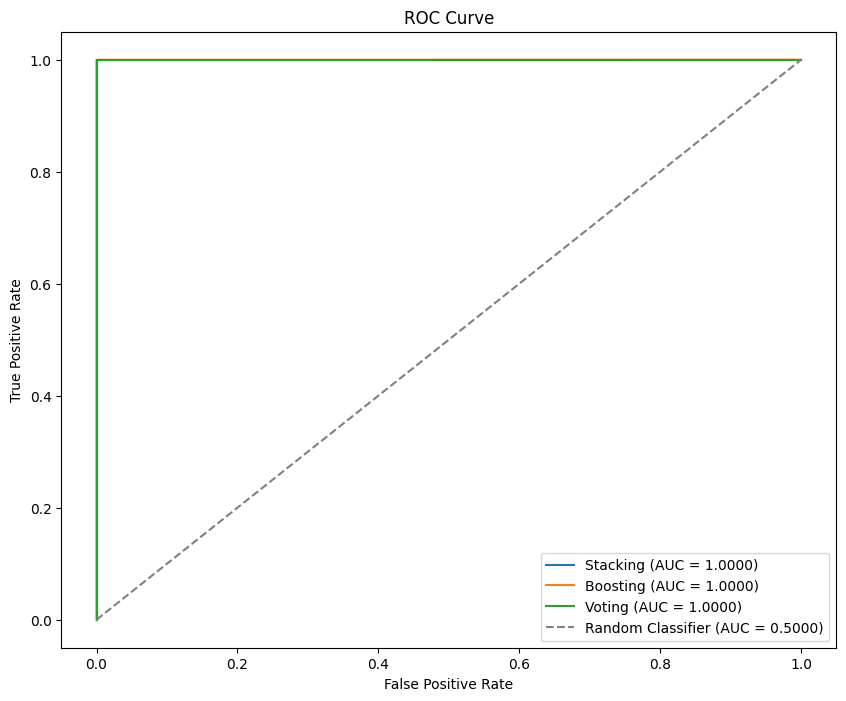 ROC Curve
1.0
0.8
0.6
0.4
0.2
0.0
True Positive Rate
Stacking (AUC = 1.0000)
Boosting (AUC = 1.0000)
Voting (AUC = 1.0000)
Random Classifier (AUC = 0.5000)
0.0 0.2 0.4 0.6 0.8 1.0
False Positive Rate